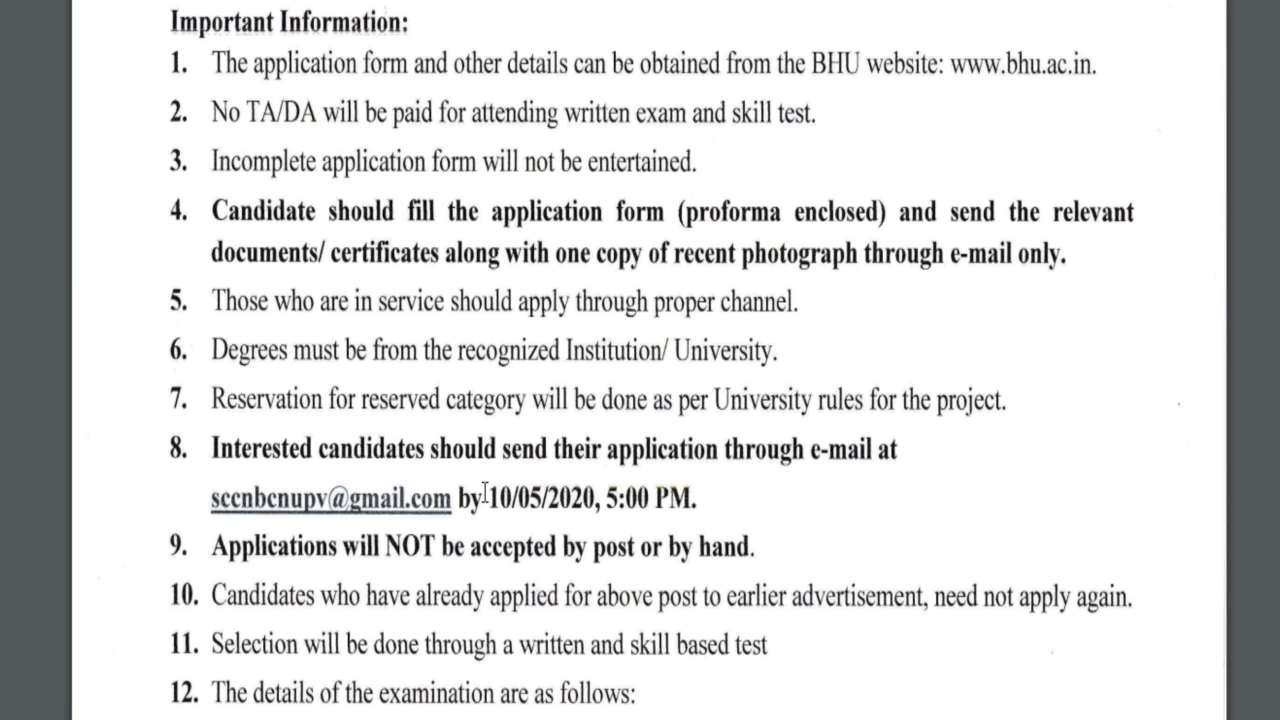 Important Information:
1. The application form and other details can be obtained from the BHU website: www.bhu.ac.in.
2. No TA/DA will be paid for attending written exam and skill test.
3. Incomplete application form will not be entertained.
4. Candidate should fill the application form (proforma enclosed) and send the relevant
documents/ certificates along with one copy of recent photograph through e-mail only.
5. Those who are in service should apply through proper channel.
6. Degrees must be from the recognized Institution/ University.
7. Reservation for reserved category will be done as per University rules for the project.
8. Interested candidates should send their application through e-mail at
sccnbcnupv@gmail.com by 10/05/2020, 5:00 PM.
9. Applications will NOT be accepted by post or by hand.
10. Candidates who have already applied for above post to earlier advertisement, need not apply again.
11. Selection will be done through a written and skill based test
12. The details of the examination are as follows: